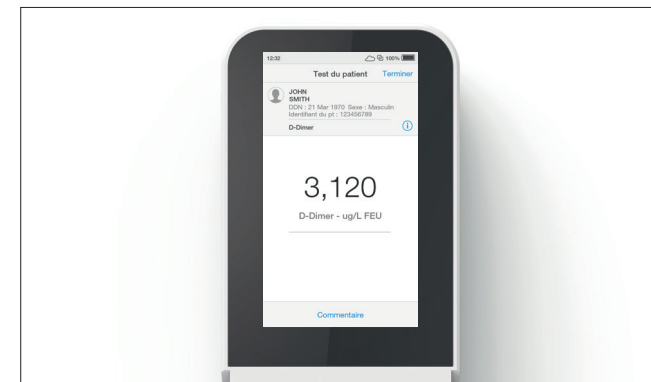 12:32 100%
Test du patient Terminer
JOHN
SMITH
DDN : 21 Mar 1970 Sexe : Masculin
Identifiant du pt : 123456789
D-Dimer
3,120
D-Dimer - ug/L FEU
Commentaire